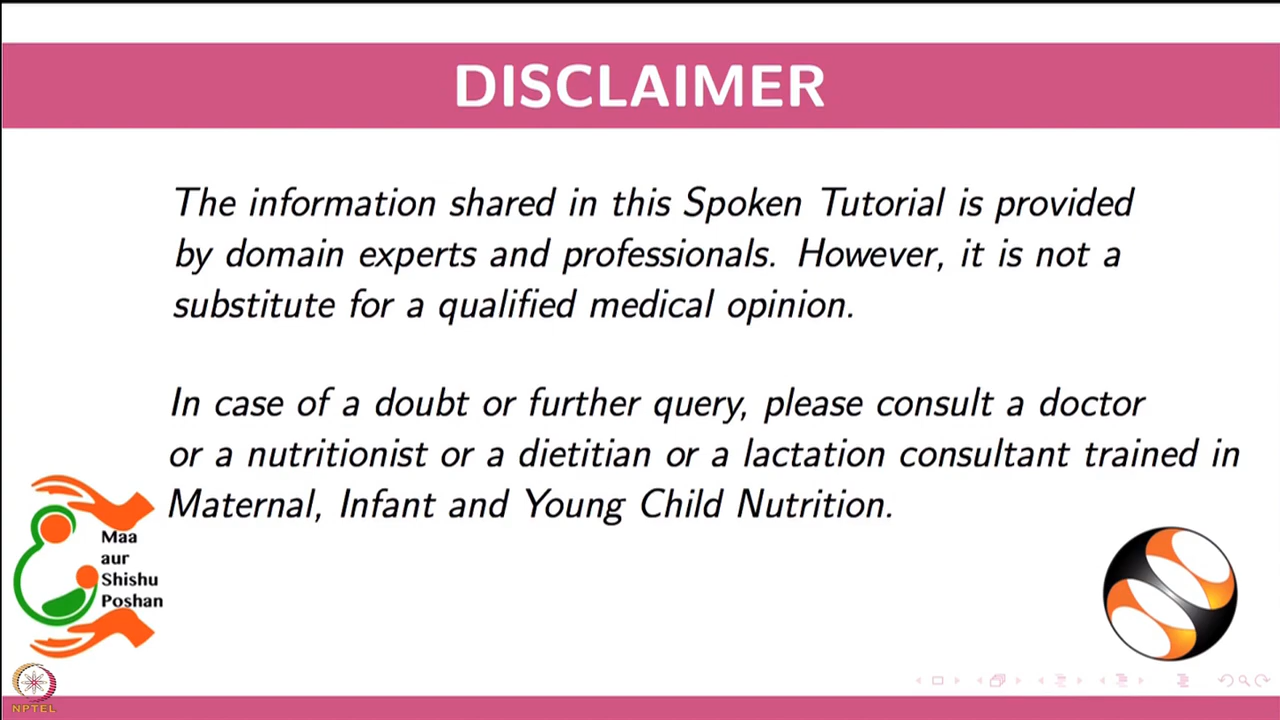 DISCLAIMER
The information shared in this Spoken Tutorial is provided
by domain experts and professionals. However, it is not a
substitute for a qualified medical opinion.
In case of a doubt or further query, please consult a doctor
or a nutritionist or a dietitian or a lactation consultant trained in
Maternal, Infant and Young Child Nutrition.
Maa
aur
Shishu
Poshan
NPTEL